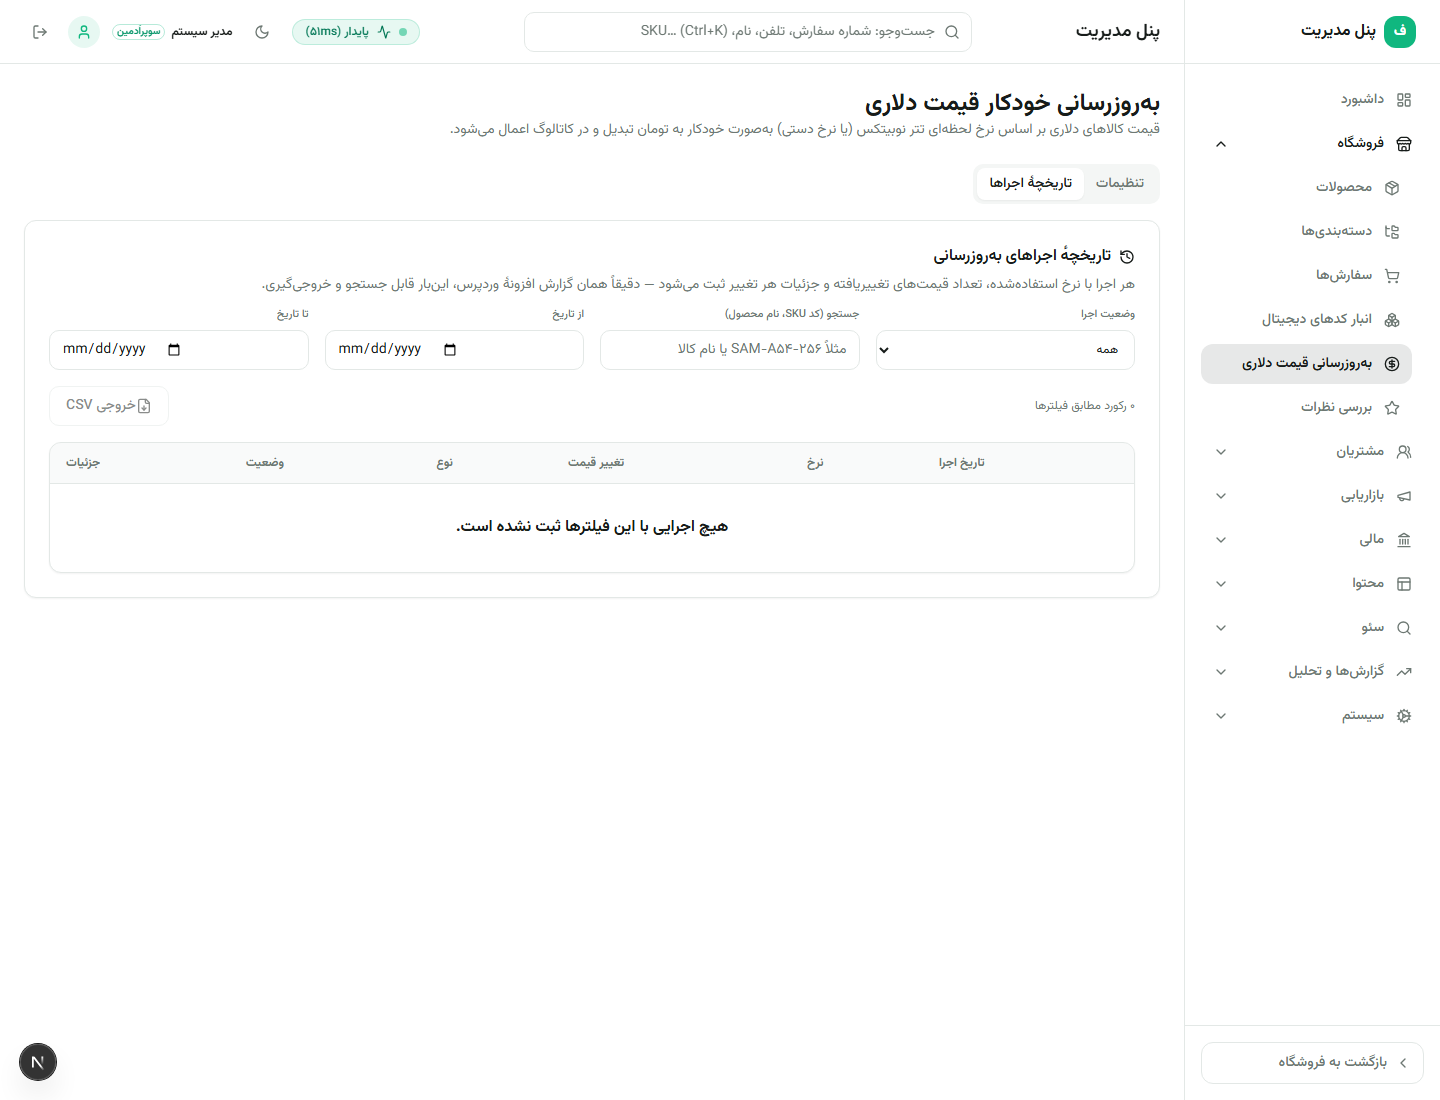 ف
پنل مدیریت
داشبورد
فروشگاه
محصولات
دسته‌بندی‌ها
سفارش‌ها
انبار کدهای دیجیتال
به‌روزرسانی قیمت دلاری
بررسی نظرات
مشتریان
بازاریابی
مالی
محتوا
سئو
گزارش‌ها و تحلیل
سیستم
بازگشت به فروشگاه
پنل مدیریت
جست‌وجو: شماره سفارش، تلفن، نام، SKU… (Ctrl+K)
پایدار (۵۱ms)
مدیر سیستم
سوپرادمین
به‌روزرسانی خودکار قیمت دلاری
قیمت کالاهای دلاری بر اساس نرخ لحظه‌ای تتر نوبیتکس (یا نرخ دستی) به‌صورت خودکار به تومان تبدیل و در کاتالوگ اعمال می‌شود.
تنظیمات
تاریخچهٔ اجراها
تاریخچهٔ اجراهای به‌روزرسانی
هر اجرا با نرخ استفاده‌شده، تعداد قیمت‌های تغییریافته و جزئیات هر تغییر ثبت می‌شود — دقیقاً همان گزارش افزونهٔ وردپرس، این‌بار قابل جستجو و خروجی‌گیری.
وضعیت اجرا
جستجو (کد SKU، نام محصول)
از تاریخ
تا تاریخ
همه
مثلاً SAM-A۵۴-۲۵۶ یا نام کالا
mm/dd/yyyy
mm/dd/yyyy
۰ رکورد مطابق فیلترها
خروجی CSV
تاریخ اجرا
نرخ
تغییر قیمت
نوع
وضعیت
جزئیات
هیچ اجرایی با این فیلترها ثبت نشده است.
N